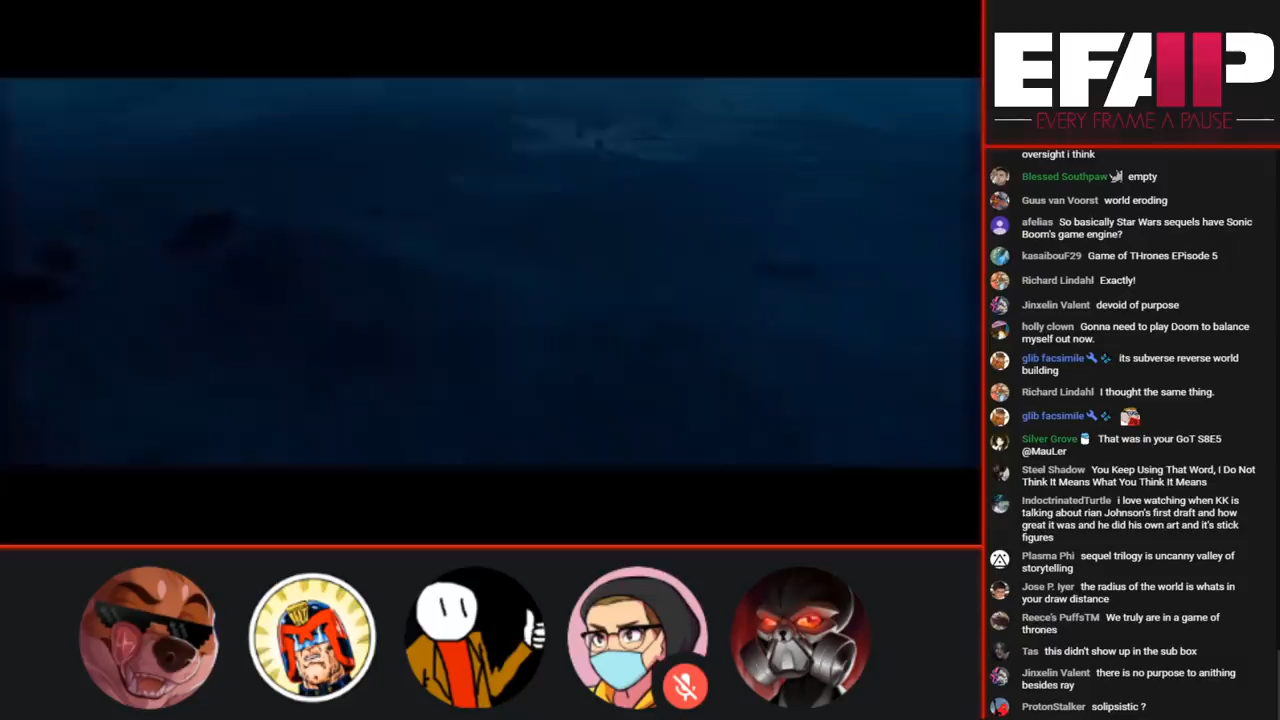 EFAP
EVERY FRAME A PAUSE
oversight i think
Blessed Southpaw empty
Guus van Voorst world eroding
afelias So basically Star Wars sequels have Sonic
Boom's game engine?
kasaibouF29 Game of THrones EPisode 5
Richard Lindahl Exactly!
Jinxelin Valent devoid of purpose
holly clown Gonna need to play Doom to balance
myself out now.
glib facsimile its subverse reverse world
building
Richard Lindahl I thought the same thing.
glib facsimile
Silver Grove That was in your GoT S8E5
@MauLer
Steel Shadow You Keep Using That Word, I Do Not
Think It Means What You Think It Means
IndoctrinatedTurtle i love watching when KK is
talking about rian Johnson's first draft and how
great it was and he did his own art and it's stick
figures
Plasma Phi sequel trilogy is uncanny valley of
storytelling
Jose P. Iyer the radius of the world is whats in
your draw distance
Reece's PuffsTM We truly are in a game of
thrones
Tas this didn't show up in the sub box
Jinxelin Valent there is no purpose to anithing
besides ray
ProtonStalker solipsistic ?